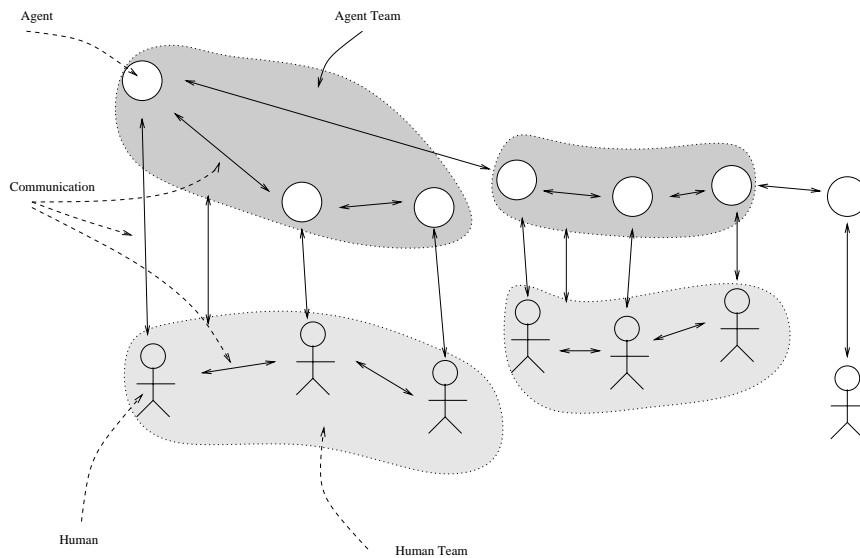 Agent
Agent Team
Communication
Human
Human Team